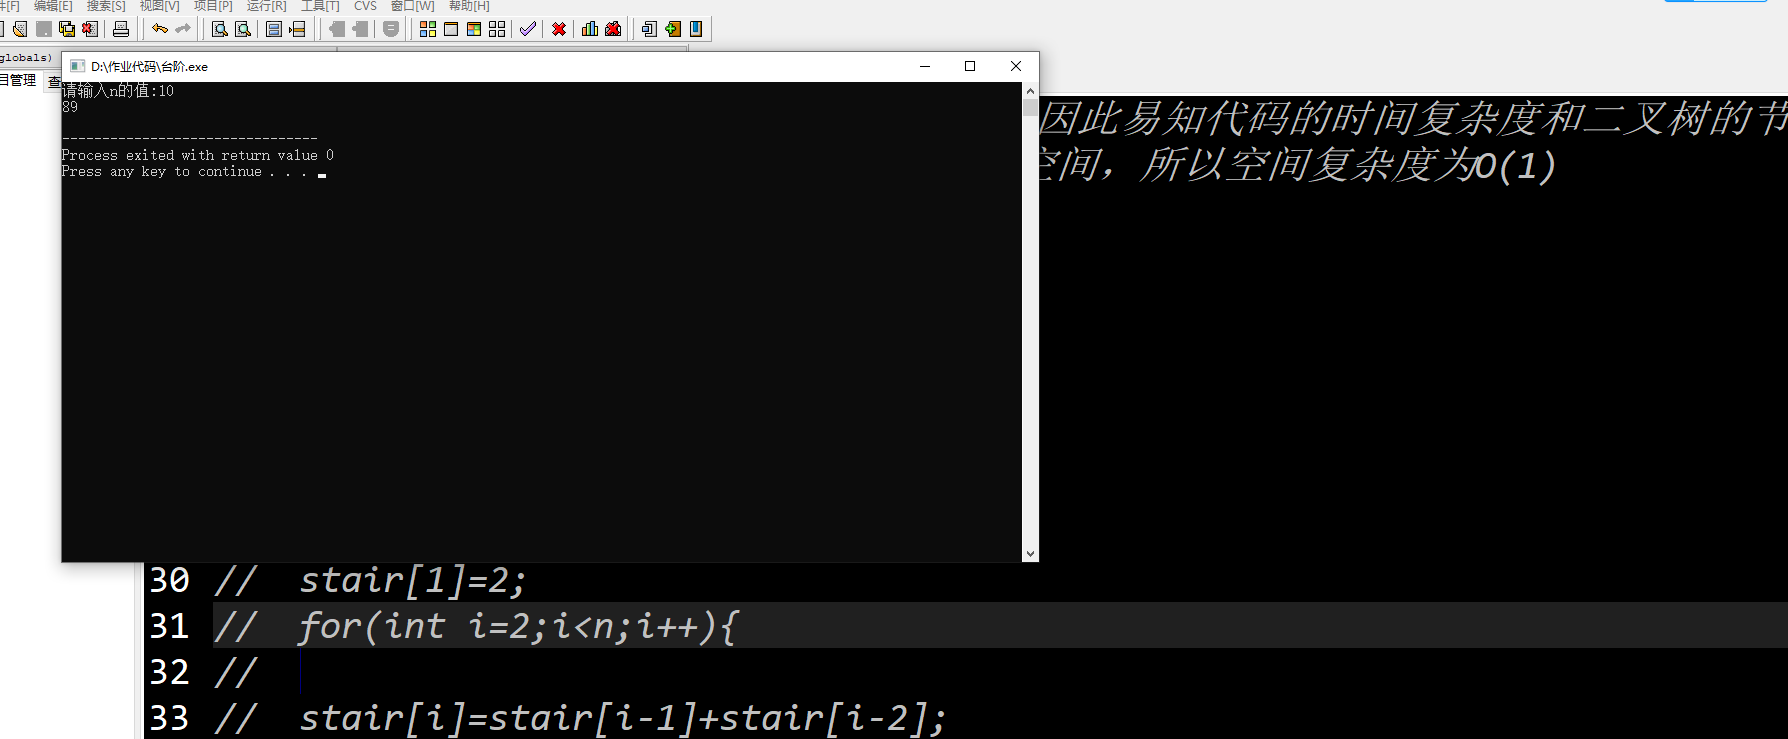 件[F] 编辑[E] 搜索[S] 视图[V] 项目[P] 运行[R] 工具[T] CVS 窗口[W] 帮助[H]
globals)
目管理 查
D:\作业代码\台阶.exe
请输入n的值:10
89
--------------------------------
Process exited with return value 0
Press any key to continue . . .
因此易知代码的时间复杂度和二叉树的节
空间，所以空间复杂度为O(1)
30 // stair[1]=2;
31 // for(int i=2;i<n;i++){
32 //
33 // stair[i]=stair[i-1]+stair[i-2];